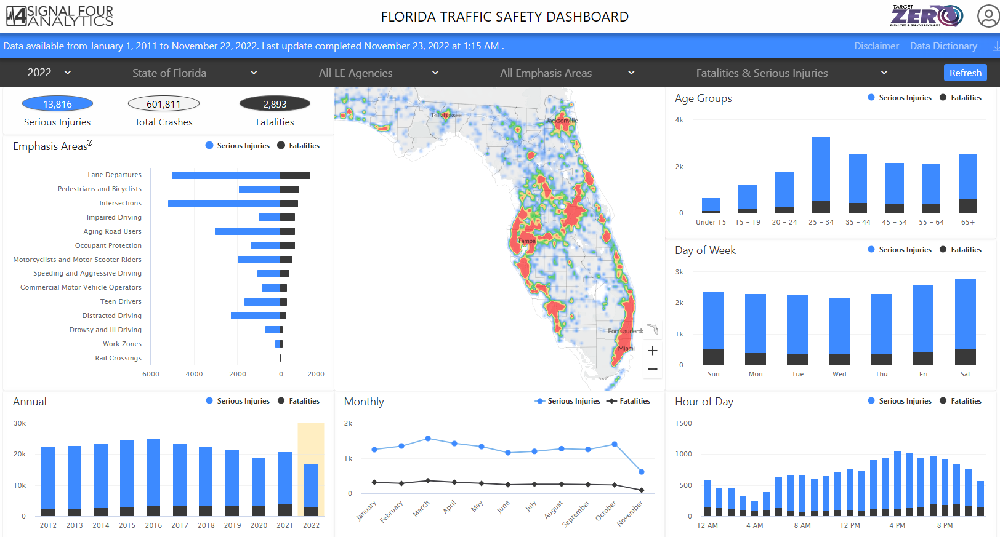 SIGNAL FOUR
ANALYTICS
FLORIDA TRAFFIC SAFETY DASHBOARD
TARGET
ZERO
FATALITIES & SERIOUS INJURIES
Data available from January 1, 2011 to November 22, 2022. Last update completed November 23, 2022 at 1:15 AM .
Disclaimer Data Dictionary
2022 State of Florida All LE Agencies All Emphasis Areas Fatalities & Serious Injuries Refresh
13,816 601,811 2,893
Serious Injuries Total Crashes Fatalities
Emphasis Areas?
Serious Injuries Fatalities
Lane Departures
Pedestrians and Bicyclists
Intersections
Impaired Driving
Aging Road Users
Occupant Protection
Motorcyclists and Motor Scooter Riders
Speeding and Aggressive Driving
Commercial Motor Vehicle Operators
Teen Drivers
Distracted Driving
Drowsy and Ill Driving
Work Zones
Rail Crossings
6000 4000 2000 0 2000
Tallahassee
Jacksonville
Tampa
Fort Lauderda
Miami
+
−
Age Groups
Serious Injuries Fatalities
4k
2k
0
Under 15 15 – 19 20 – 24 25 – 34 35 – 44 45 – 54 55 – 64 65+
Day of Week
Serious Injuries Fatalities
3k
2k
1k
0
Sun Mon Tue Wed Thu Fri Sat
Annual
Serious Injuries Fatalities
30k
20k
10k
0
2012 2013 2014 2015 2016 2017 2018 2019 2020 2021 2022
Monthly
Serious Injuries Fatalities
2k
1k
0
January February March April May June July August September October November
Hour of Day
Serious Injuries Fatalities
1500
1000
500
0
12 AM 4 AM 8 AM 12 PM 4 PM 8 PM